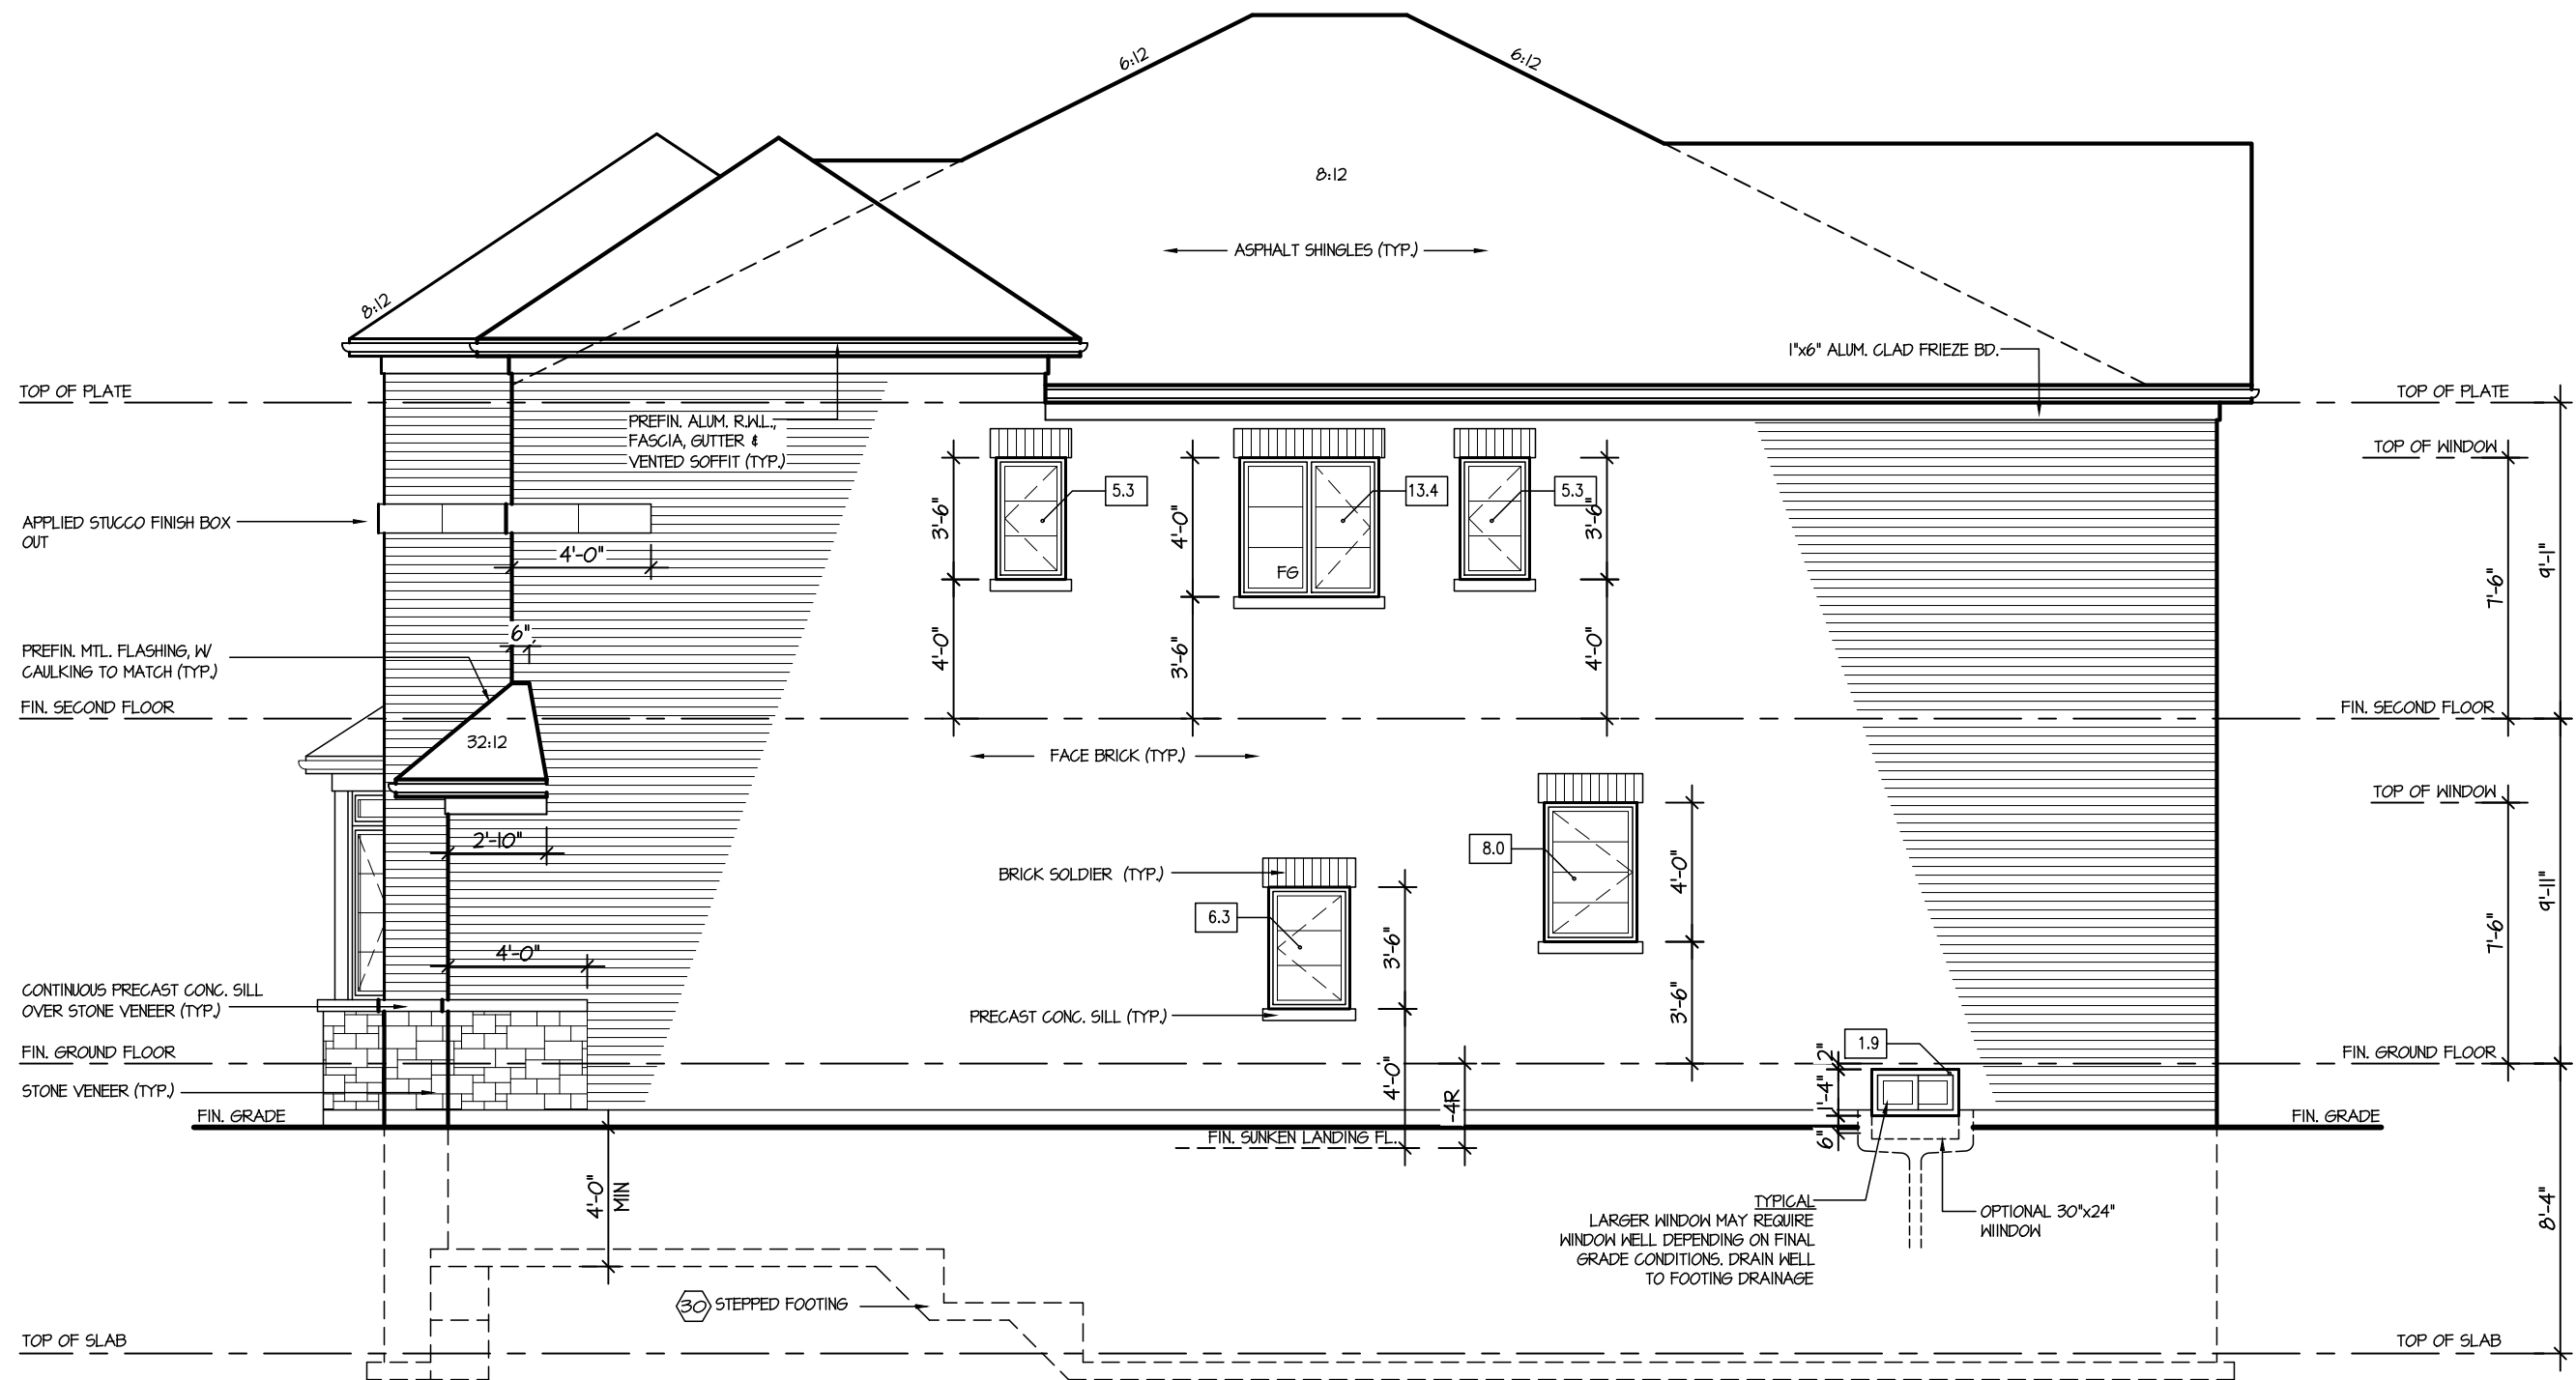 6:12
6:12
8:12
ASPHALT SHINGLES (TYP.)
8:12
1"x6" ALUM. CLAD FRIEZE BD.
TOP OF PLATE
TOP OF PLATE
PREFIN. ALUM. R.W.L.,
FASCIA, GUTTER &
VENTED SOFFIT (TYP.)
TOP OF WINDOW
5.3
13.4
5.3
3'-6"
4'-0"
3'-6"
APPLIED STUCCO FINISH BOX
OUT
4'-0"
FG
9'-1"
7'-6"
6"
4'-0"
3'-6"
4'-0"
PREFIN. MTL. FLASHING, W/
CAULKING TO MATCH (TYP.)
FIN. SECOND FLOOR
FIN. SECOND FLOOR
32:12
FACE BRICK (TYP.)
TOP OF WINDOW
2'-10"
8.0
4'-0"
BRICK SOLDIER (TYP.)
9'-11"
6.3
3'-6"
7'-6"
4'-0"
CONTINUOUS PRECAST CONC. SILL
OVER STONE VENEER (TYP.)
PRECAST CONC. SILL (TYP.)
3'-6"
1.9
FIN. GROUND FLOOR
2"
FIN. GROUND FLOOR
4'-0"
1'-4"
-4R
STONE VENEER (TYP.)
FIN. GRADE
FIN. GRADE
FIN. SUNKEN LANDING FL.
6"
4'-0"
MIN
TYPICAL
LARGER WINDOW MAY REQUIRE
WINDOW WELL DEPENDING ON FINAL
GRADE CONDITIONS. DRAIN WELL
TO FOOTING DRAINAGE
OPTIONAL 30"x24"
WIINDOW
8'-4"
30 STEPPED FOOTING
TOP OF SLAB
TOP OF SLAB